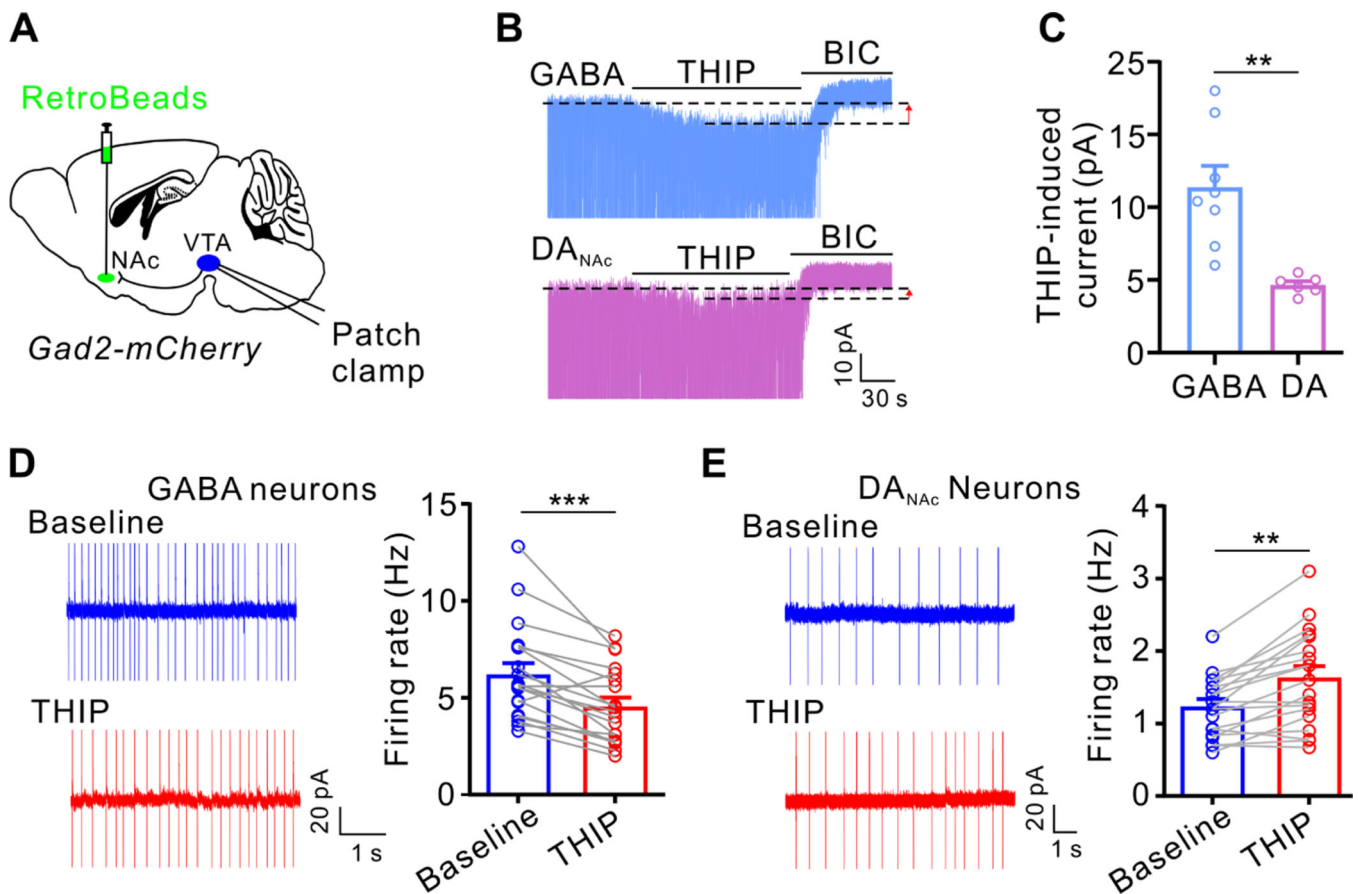 A
RetroBeads
NAc
VTA
Gad2-mCherry
Patch
clamp
B
GABA
THIP
BIC
DANAc
THIP
BIC
10 pA
30 s
C
THIP-induced
current (pA)
25
15
10
5
0
**
GABA
DA
D
GABA neurons
Baseline
THIP
20 pA
1 s
Firing rate (Hz)
15
10
5
0
***
Baseline
THIP
E
DANAc Neurons
Baseline
THIP
20 pA
1 s
Firing rate (Hz)
4
3
2
1
0
**
Baseline
THIP